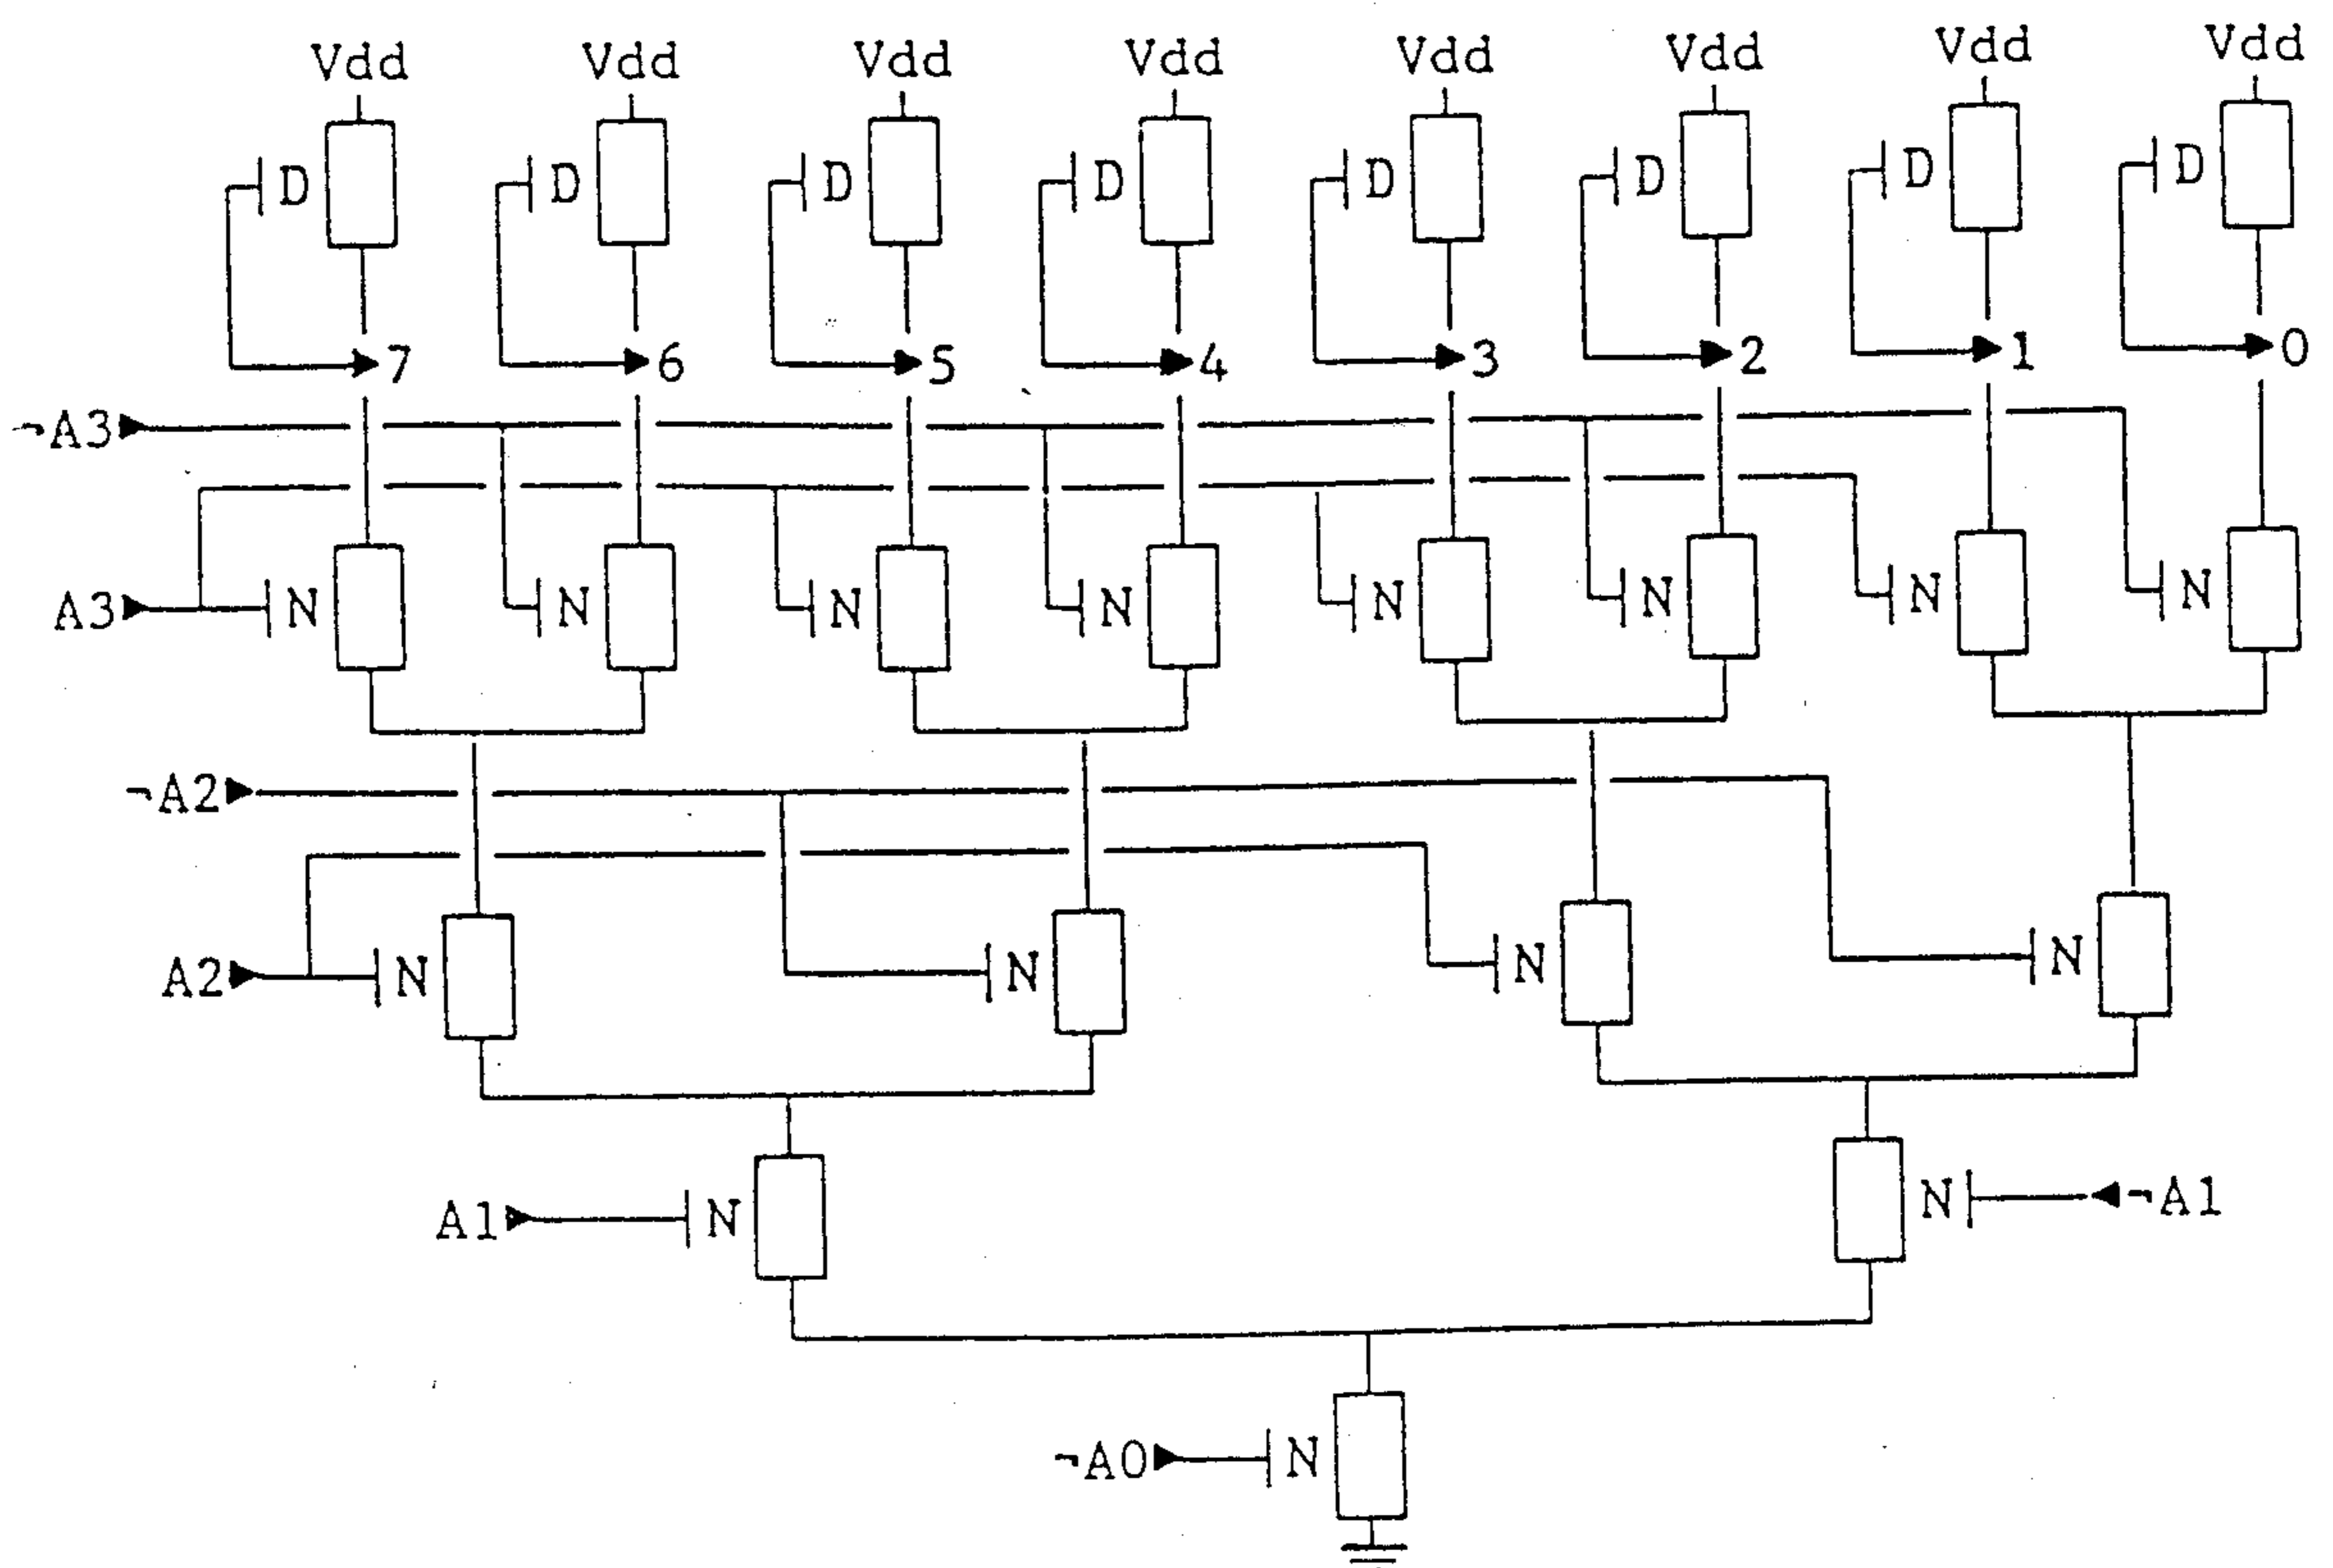 Vdd Vdd Vdd Vdd Vdd Vdd Vdd Vdd
D D D D D D D D
7 6 5 4 3 2 1 0
¬A3
A3 N N N N N N N N
¬A2
A2 N N N N
A1 N N ¬A1
¬A0 N